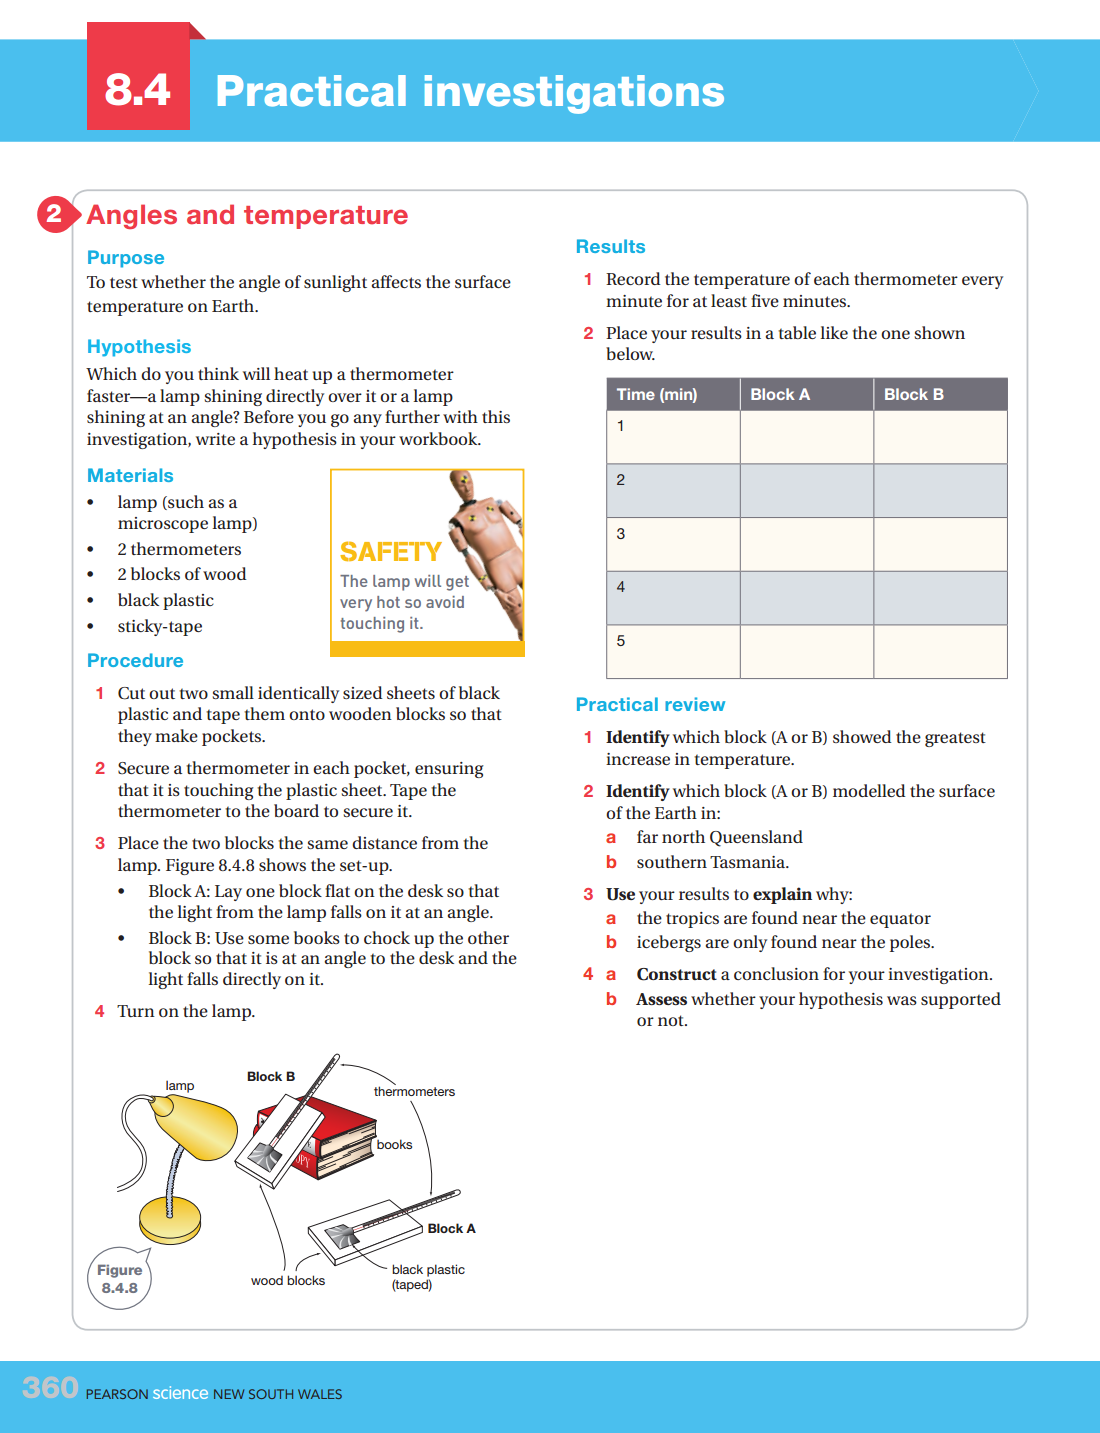 8.4
Practical investigations
2
Angles and temperature
Purpose
To test whether the angle of sunlight affects the surface
temperature on Earth.
Hypothesis
Which do you think will heat up a thermometer
faster—a lamp shining directly over it or a lamp
shining at an angle? Before you go any further with this
investigation, write a hypothesis in your workbook.
Materials
• lamp (such as a
microscope lamp)
• 2 thermometers
• 2 blocks of wood
• black plastic
• sticky-tape
SAFETY
The lamp will get
very hot so avoid
touching it.
Procedure
1 Cut out two small identically sized sheets of black
plastic and tape them onto wooden blocks so that
they make pockets.
2 Secure a thermometer in each pocket, ensuring
that it is touching the plastic sheet. Tape the
thermometer to the board to secure it.
3 Place the two blocks the same distance from the
lamp. Figure 8.4.8 shows the set-up.
• Block A: Lay one block flat on the desk so that
the light from the lamp falls on it at an angle.
• Block B: Use some books to chock up the other
block so that it is at an angle to the desk and the
light falls directly on it.
4 Turn on the lamp.
lamp
Block B
thermometers
books
Block A
black plastic
(taped)
wood blocks
Figure
8.4.8
Results
1 Record the temperature of each thermometer every
minute for at least five minutes.
2 Place your results in a table like the one shown
below.
Time (min) Block A Block B
1
2
3
4
5
Practical review
1 Identify which block (A or B) showed the greatest
increase in temperature.
2 Identify which block (A or B) modelled the surface
of the Earth in:
a far north Queensland
b southern Tasmania.
3 Use your results to explain why:
a the tropics are found near the equator
b icebergs are only found near the poles.
4 a Construct a conclusion for your investigation.
b Assess whether your hypothesis was supported
or not.
360 PEARSON science NEW SOUTH WALES